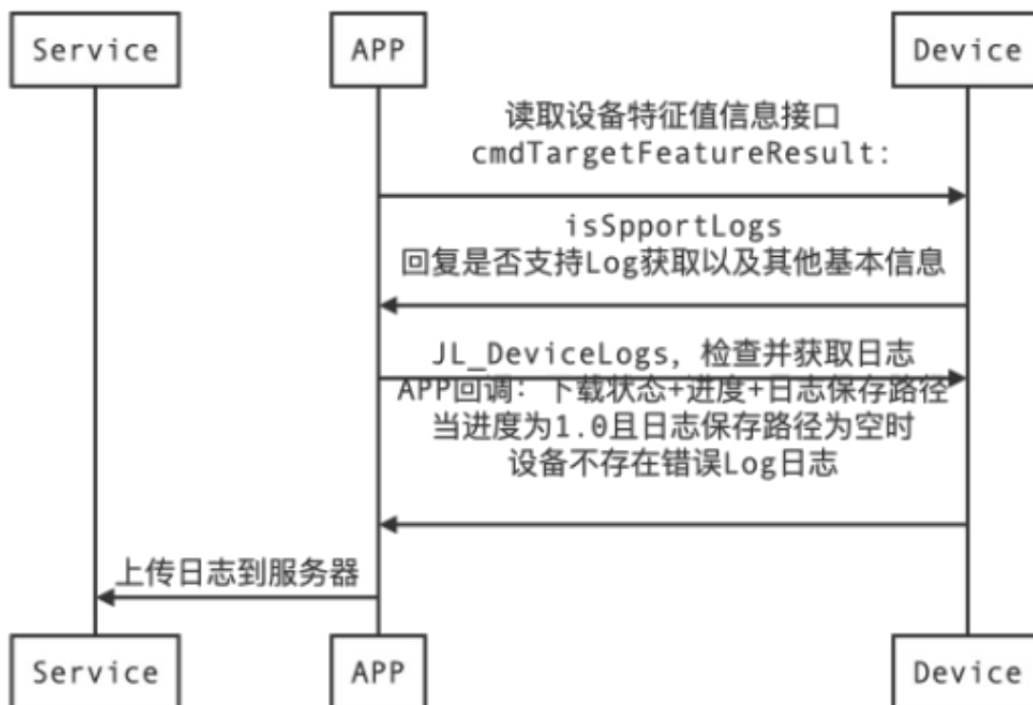 Service
APP
Device
读取设备特征值信息接口
cmdTargetFeatureResult:
isSpportLogs
回复是否支持Log获取以及其他基本信息
JL_DeviceLogs, 检查并获取日志
APP回调：下载状态+进度+日志保存路径
当进度为1.0且日志保存路径为空时
设备不存在错误Log日志
上传日志到服务器
Service
APP
Device